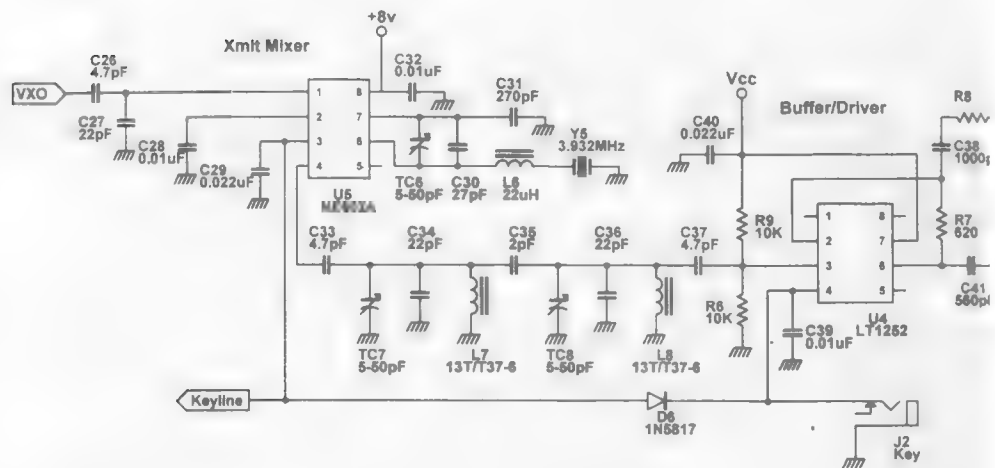 +8v
Xmit Mixer
C26
4.7pF
VXO
C27
22pF
C28
0.01uF
C29
0.022uF
1
2
3
4
8
7
6
5
U5
C32
0.01uF
C31
270pF
Y5
3.932MHz
TC6
5-50pF
C30
27pF
L6
22uH
Vcc
Buffer/Driver
C40
0.022uF
R8
C38
1000p
R9
10K
R7
620
1
2
3
4
8
7
6
5
U4
LT1252
C41
560p
C33
4.7pF
C34
22pF
C35
2pF
C36
22pF
C37
4.7pF
R6
10K
C39
0.01uF
TC7
5-50pF
L7
13T/T37-6
TC8
5-50pF
L8
13T/T37-6
Keyline
D6
1N5817
J2
Key